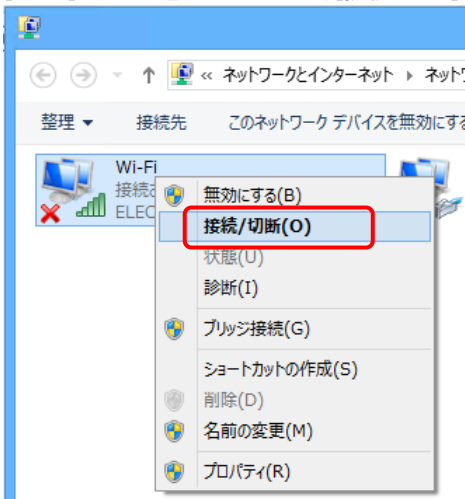 « ネットワークとインターネット ▸ ネット
整理 ▼ 接続先 このネットワーク デバイスを無効にする
Wi-Fi
接続
ELEC
無効にする(B)
接続/切断(O)
状態(U)
診断(I)
ブリッジ接続(G)
ショートカットの作成(S)
削除(D)
名前の変更(M)
プロパティ(R)